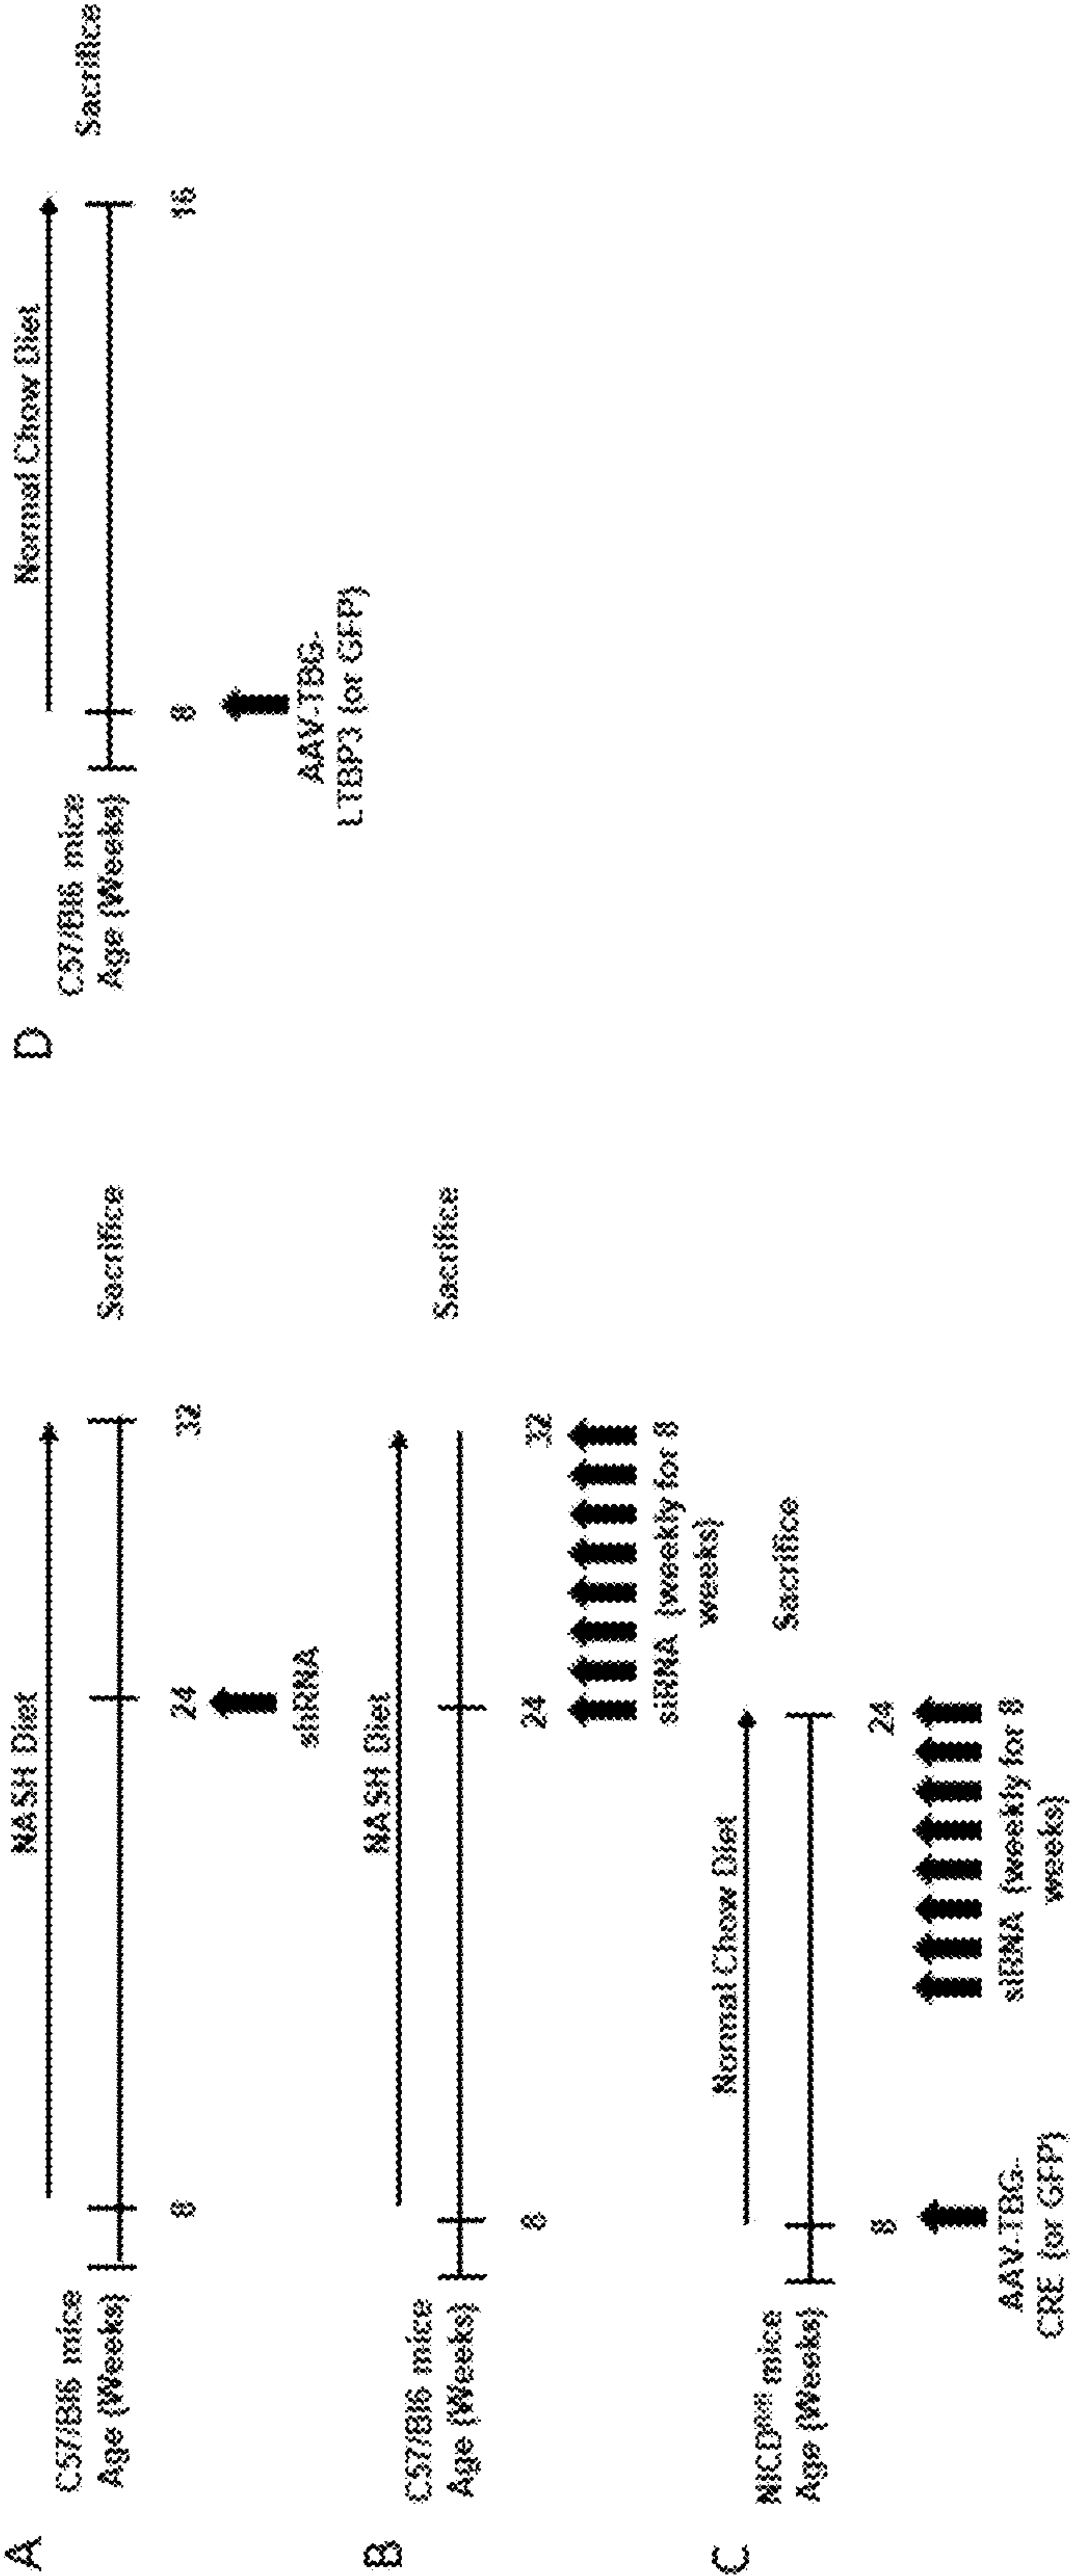 A
NASH Diet
C57/Bl6 mice
Age (Weeks)
Sacrifice
8
24
32
shRNA
B
NASH Diet
C57/Bl6 mice
Age (Weeks)
Sacrifice
8
24
32
siRNA (weekly for 8
weeks)
C
Normal Chow Diet
mice
Age (Weeks)
Sacrifice
8
24
AAV-TBG-
CRE (or GFP)
siRNA (weekly for 8
weeks)
D
Normal Chow Diet
C57/Bl6 mice
Age (Weeks)
Sacrifice
8
16
AAV-TBG-
LTBP3 (or GFP)